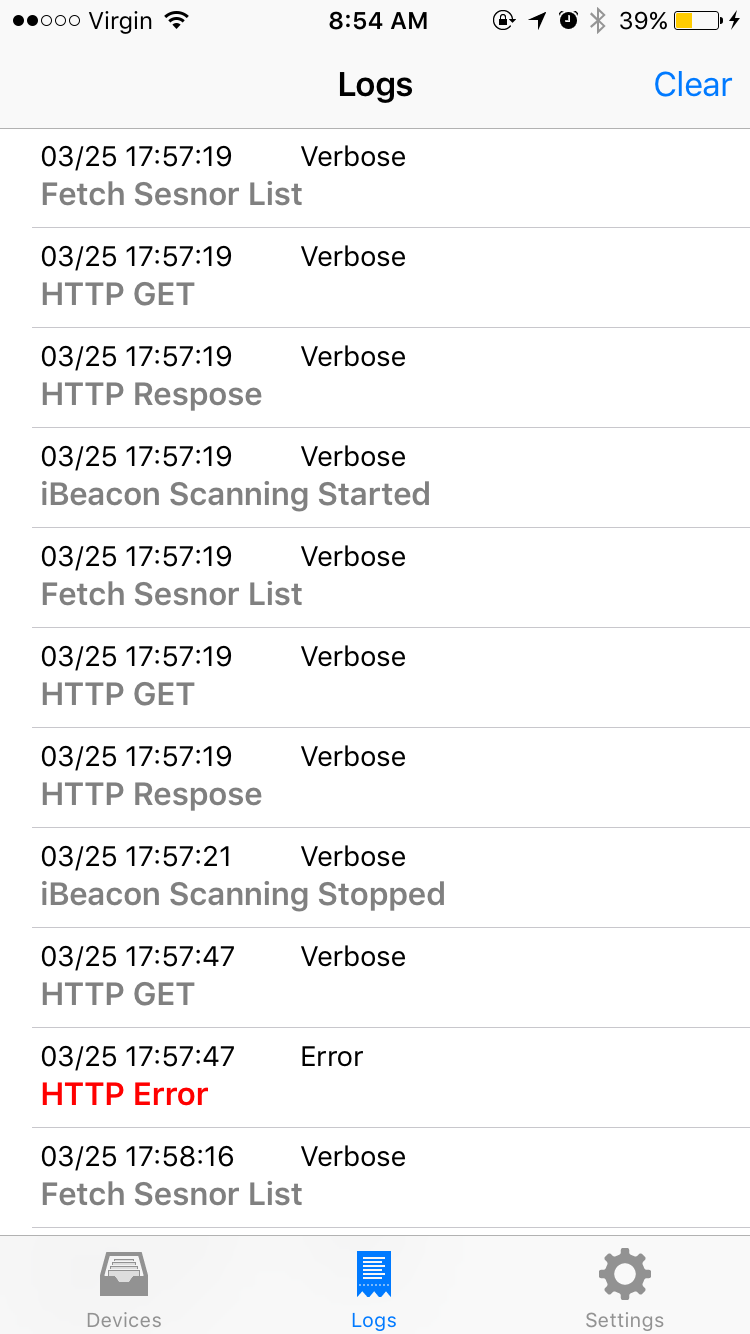 Virgin 8:54 AM 39%
Logs Clear
03/25 17:57:19 Verbose
Fetch Sesnor List
03/25 17:57:19 Verbose
HTTP GET
03/25 17:57:19 Verbose
HTTP Respose
03/25 17:57:19 Verbose
iBeacon Scanning Started
03/25 17:57:19 Verbose
Fetch Sesnor List
03/25 17:57:19 Verbose
HTTP GET
03/25 17:57:19 Verbose
HTTP Respose
03/25 17:57:21 Verbose
iBeacon Scanning Stopped
03/25 17:57:47 Verbose
HTTP GET
03/25 17:57:47 Error
HTTP Error
03/25 17:58:16 Verbose
Fetch Sesnor List
Devices Logs Settings